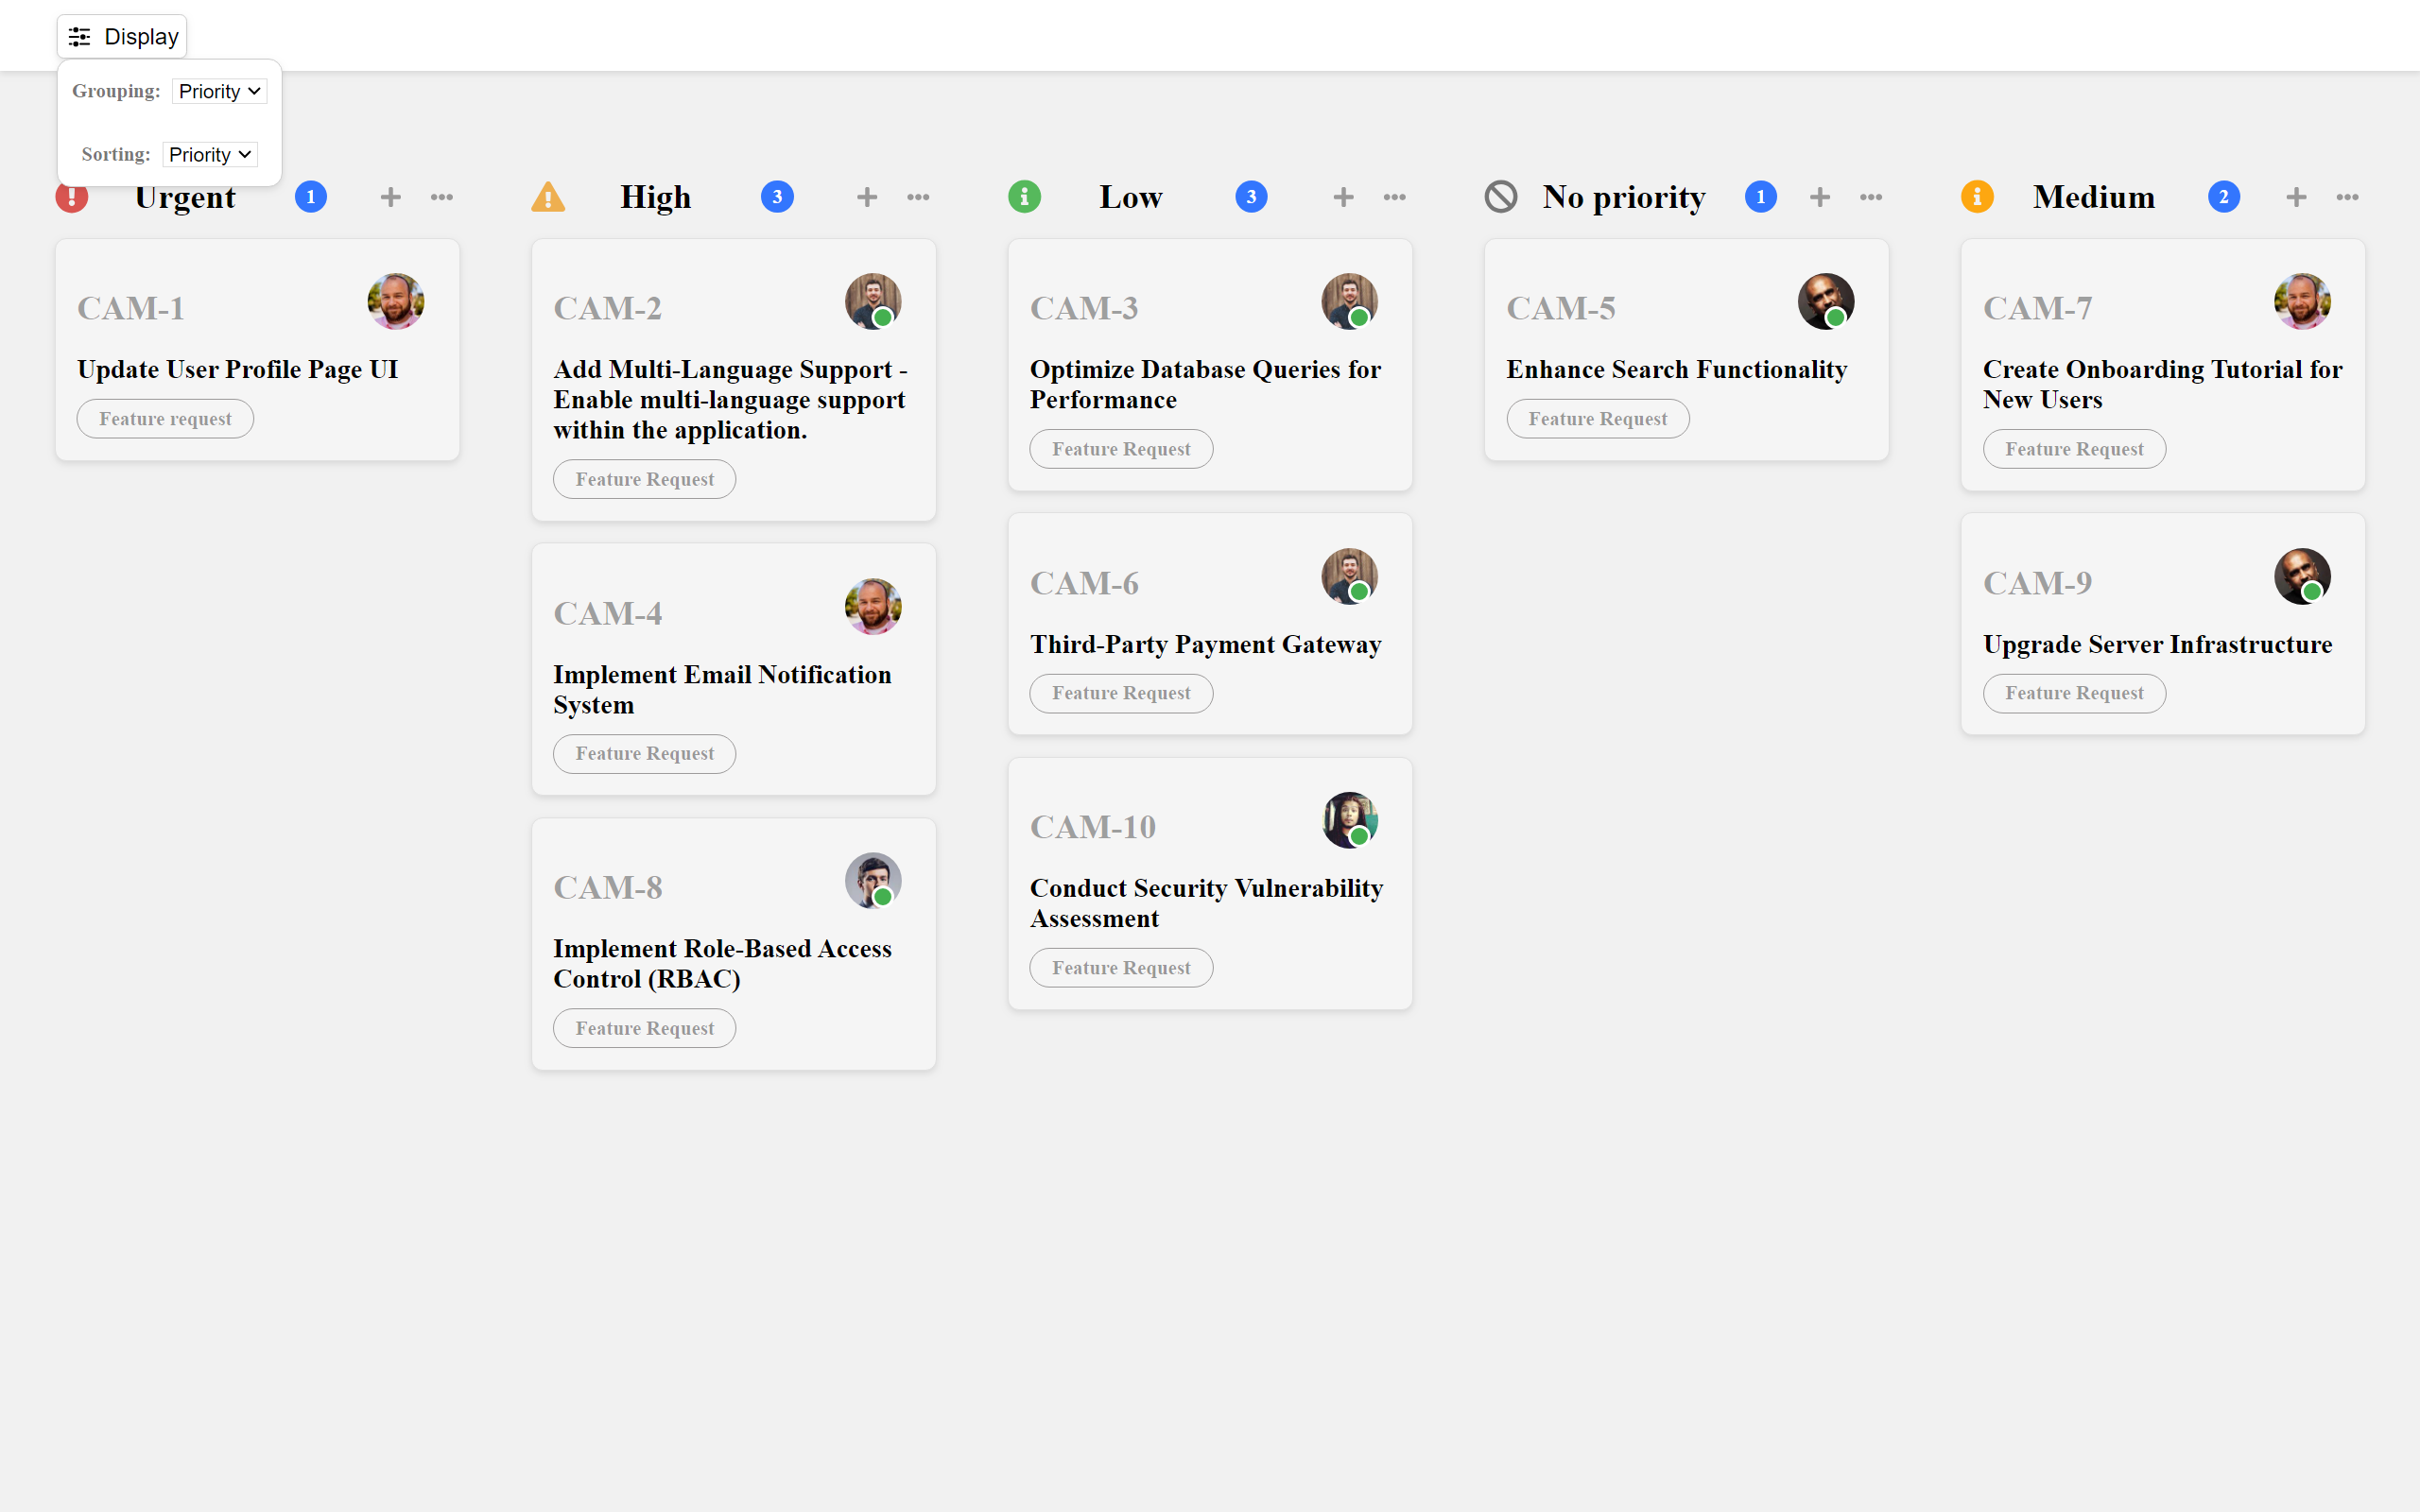 Display
Grouping: Priority
Sorting: Priority
Urgent 1
CAM-1
Update User Profile Page UI
Feature request
High 3
CAM-2
Add Multi-Language Support -
Enable multi-language support
within the application.
Feature Request
CAM-4
Implement Email Notification
System
Feature Request
CAM-8
Implement Role-Based Access
Control (RBAC)
Feature Request
Low 3
CAM-3
Optimize Database Queries for
Performance
Feature Request
CAM-6
Third-Party Payment Gateway
Feature Request
CAM-10
Conduct Security Vulnerability
Assessment
Feature Request
No priority 1
CAM-5
Enhance Search Functionality
Feature Request
Medium 2
CAM-7
Create Onboarding Tutorial for
New Users
Feature Request
CAM-9
Upgrade Server Infrastructure
Feature Request